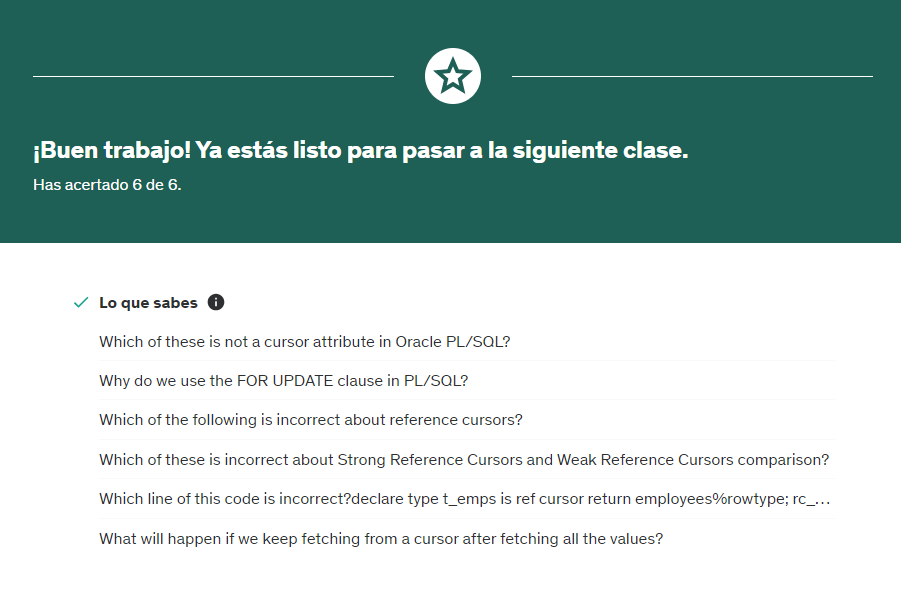 ¡Buen trabajo! Ya estás listo para pasar a la siguiente clase.
Has acertado 6 de 6.
Lo que sabes
Which of these is not a cursor attribute in Oracle PL/SQL?
Why do we use the FOR UPDATE clause in PL/SQL?
Which of the following is incorrect about reference cursors?
Which of these is incorrect about Strong Reference Cursors and Weak Reference Cursors comparison?
Which line of this code is incorrect?declare type t_emps is ref cursor return employees%rowtype; rc_...
What will happen if we keep fetching from a cursor after fetching all the values?